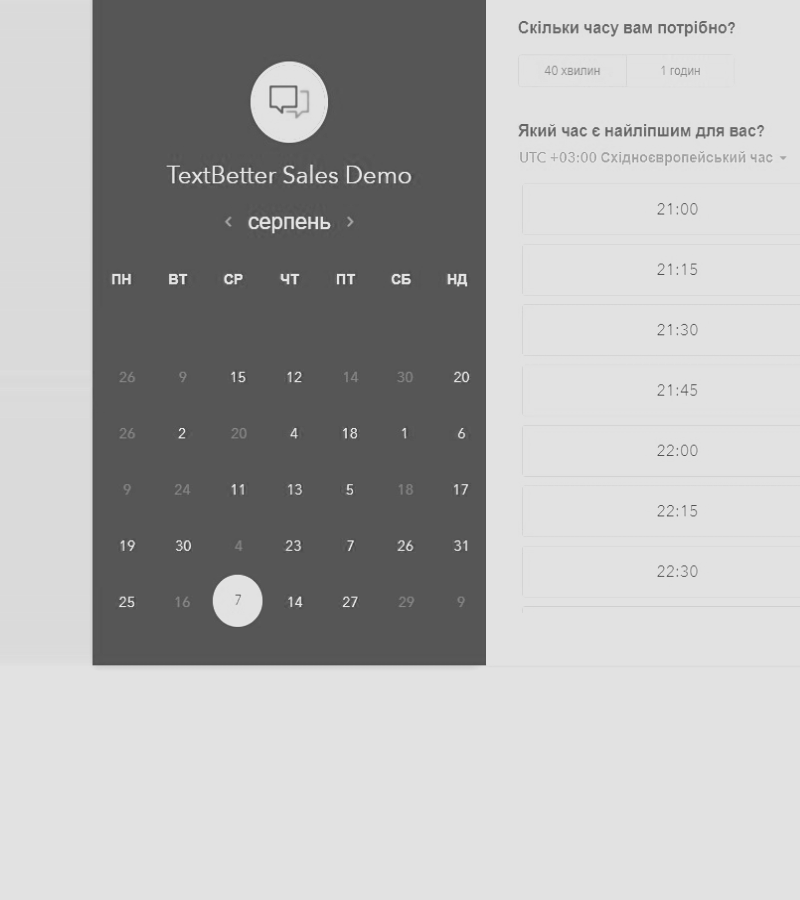 TextBetter Sales Demo
серпень
ПН ВТ СР ЧТ ПТ СБ НД
26 9 15 12 14 30 20
26 2 20 4 18 1 6
9 24 11 13 5 18 17
19 30 4 23 7 26 31
25 16 7 14 27 29 9
Скільки часу вам потрібно?
40 хвилин 1 годин
Який час є найліпшим для вас?
UTC +03:00 Східноєвропейський час
21:00
21:15
21:30
21:45
22:00
22:15
22:30